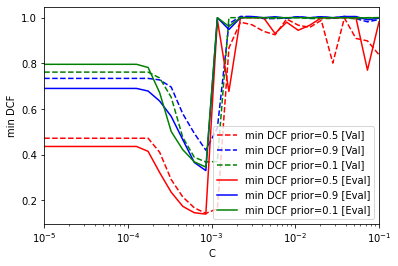 1.0
0.8
0.6
0.4
0.2
min DCF
10⁻⁵
10⁻⁴
10⁻³
10⁻²
10⁻¹
C
min DCF prior=0.5 [Val]
min DCF prior=0.9 [Val]
min DCF prior=0.1 [Val]
min DCF prior=0.5 [Eval]
min DCF prior=0.9 [Eval]
min DCF prior=0.1 [Eval]